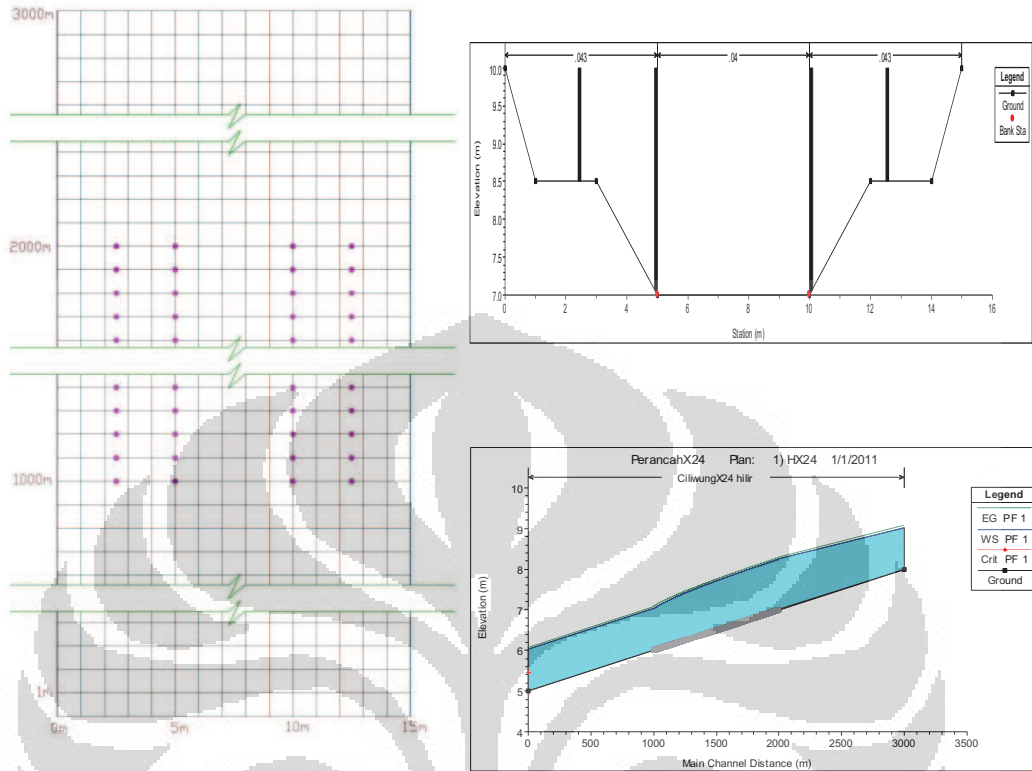 3000m
2000m
1000m
1m
0m 5m 10m 15m
.043 .04 .043
Elevation (m)
10.0
9.5
9.0
8.5
8.0
7.5
7.0
0 2 4 6 8 10 12 14 16
Station (m)
Legend
Ground
Bank Sta
PerancahX24 Plan: 1) HX24 1/1/2011
CiliwungX24 hilir
Elevation (m)
10
9
8
7
6
5
4
0 500 1000 1500 2000 2500 3000 3500
Main Channel Distance (m)
Legend
EG PF 1
WS PF 1
Crit PF 1
Ground